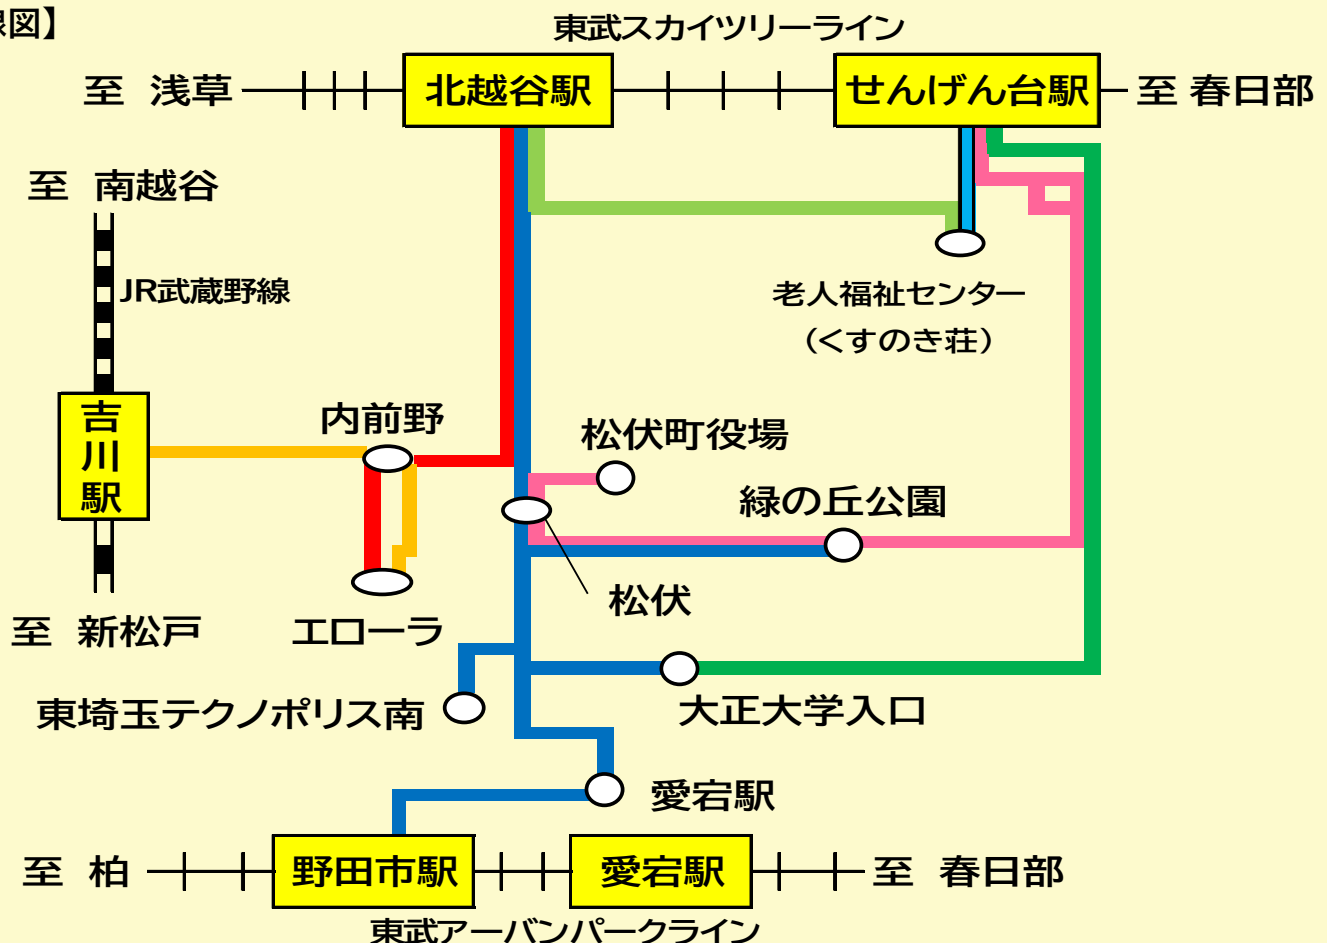 線図】
東武スカイツリーライン
至 浅草
北越谷駅
せんげん台駅
至 春日部
至 南越谷
JR武蔵野線
老人福祉センター
（くすのき荘）
吉川駅
内前野
松伏町役場
緑の丘公園
松伏
至 新松戸
エローラ
東埼玉テクノポリス南
大正大学入口
愛宕駅
至 柏
野田市駅
愛宕駅
至 春日部
東武アーバンパークライン